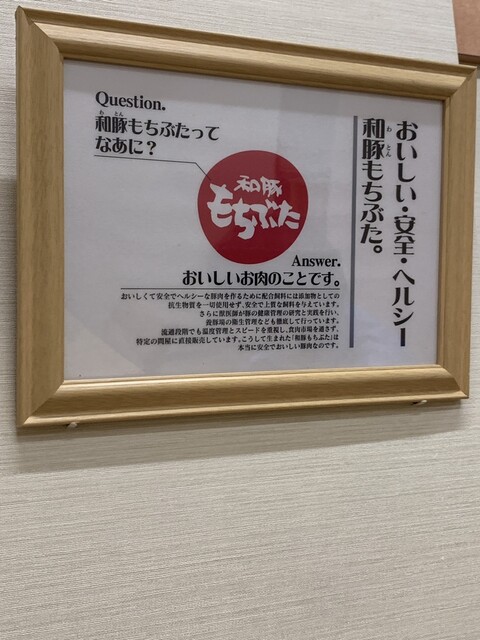 おいしい・安全・ヘルシー
和豚もちぶた。
わ とん
Question.
わ とん
和豚もちぶたって
なあに？
和豚
もちぶた
Answer.
おいしいお肉のことです。
おいしくて安全でヘルシーな豚肉を作るために配合飼料には添加物としての
抗生物質を一切使用せず、安全で上質な飼料を与えています。
さらに獣医師が豚の健康管理の研究と実践を行い、
養豚場の衛生管理なども徹底して行っています。
流通段階でも温度管理とスピードを重視し、食肉市場を通さず、
特定の問屋に直接販売しています。こうして生まれた「和豚もちぶた」は
本当に安全でおいしい豚肉なのです。